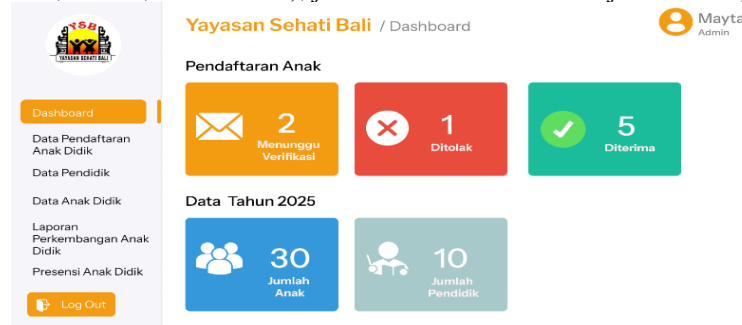 YSB
YAYASAN SEHATI BALI
Yayasan Sehati Bali / Dashboard
Mayta
Admin
Dashboard
Data Pendaftaran
Anak Didik
Data Pendidik
Data Anak Didik
Laporan
Perkembangan Anak
Didik
Presensi Anak Didik
Log Out
Pendaftaran Anak
2
Menunggu
Verifikasi
1
Ditolak
5
Diterima
Data Tahun 2025
30
Jumlah
Anak
10
Jumlah
Pendidik